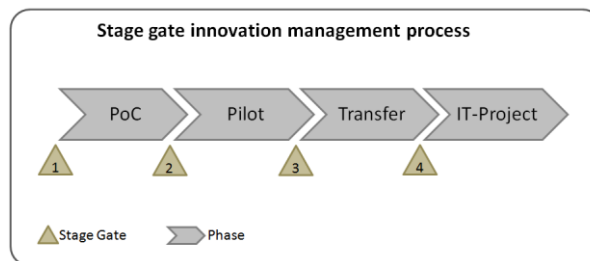 Stage gate innovation management process
PoC Pilot Transfer IT-Project
1 2 3 4
Stage Gate Phase